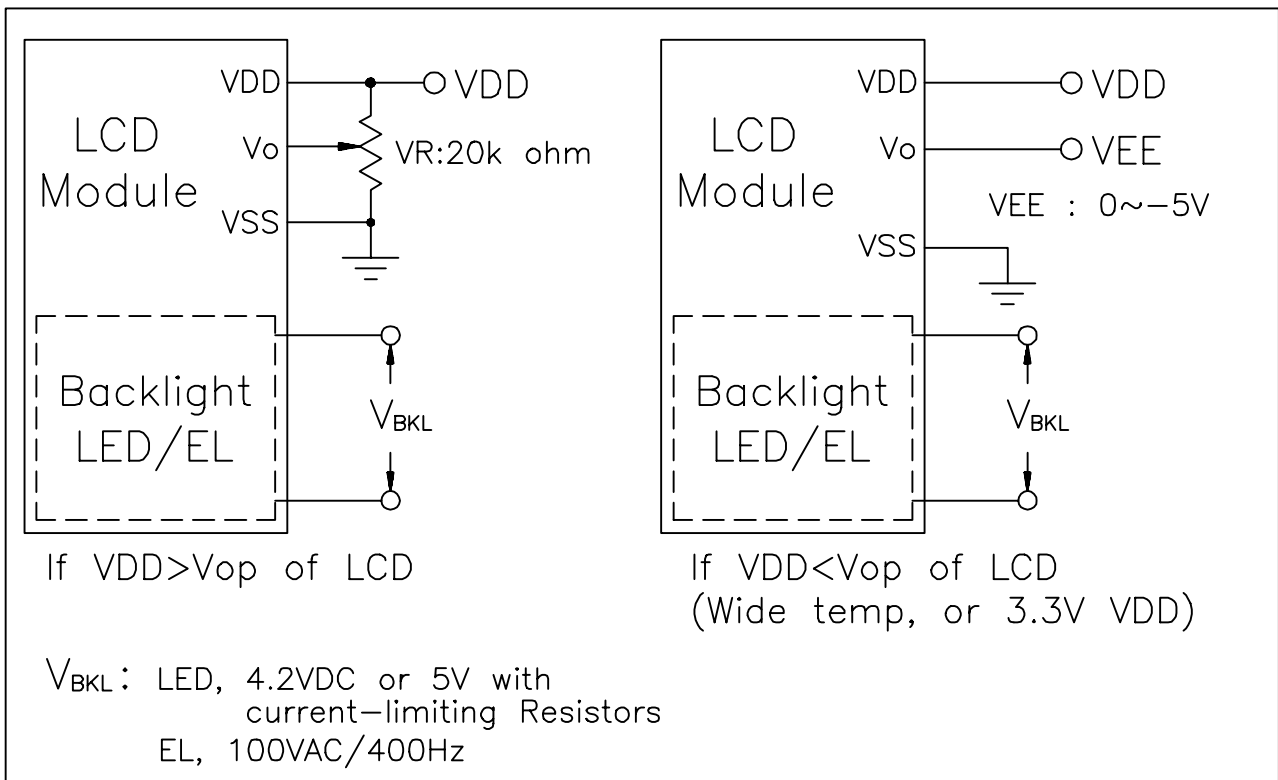 VDD
VDD
LCD
Module
Vo
VR:20k ohm
VSS
Backlight
LED/EL
VBKL
If VDD>Vop of LCD
VDD
VDD
LCD
Module
Vo
VEE
VEE : 0~-5V
VSS
Backlight
LED/EL
VBKL
If VDD<Vop of LCD
(Wide temp, or 3.3V VDD)
VBKL: LED, 4.2VDC or 5V with
current-limiting Resistors
EL, 100VAC/400Hz